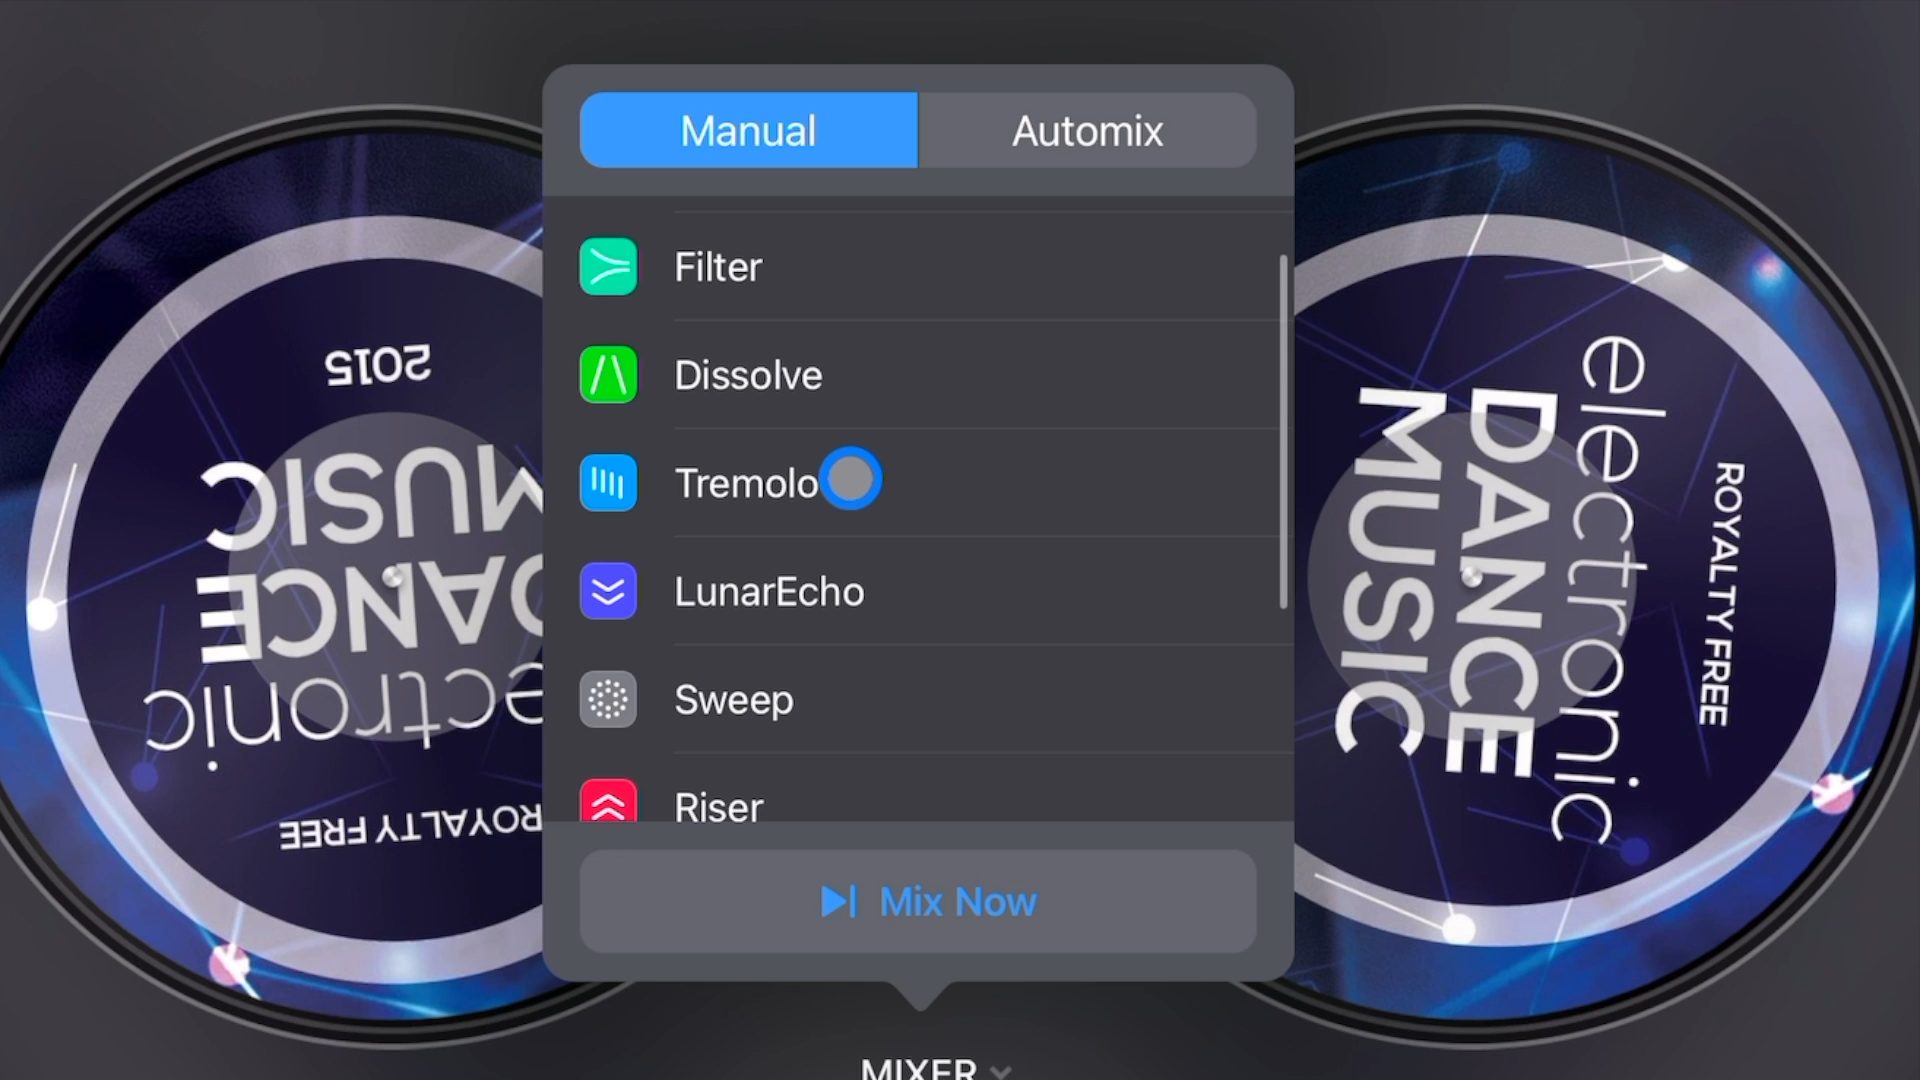 Manual
Automix
Filter
Dissolve
Tremolo
LunarEcho
Sweep
Riser
Mix Now
MIXER
2015
MUSIC
DANCE
ectronic
ROYALTY FREE
electronic
DANCE
MUSIC
ROYALTY FREE